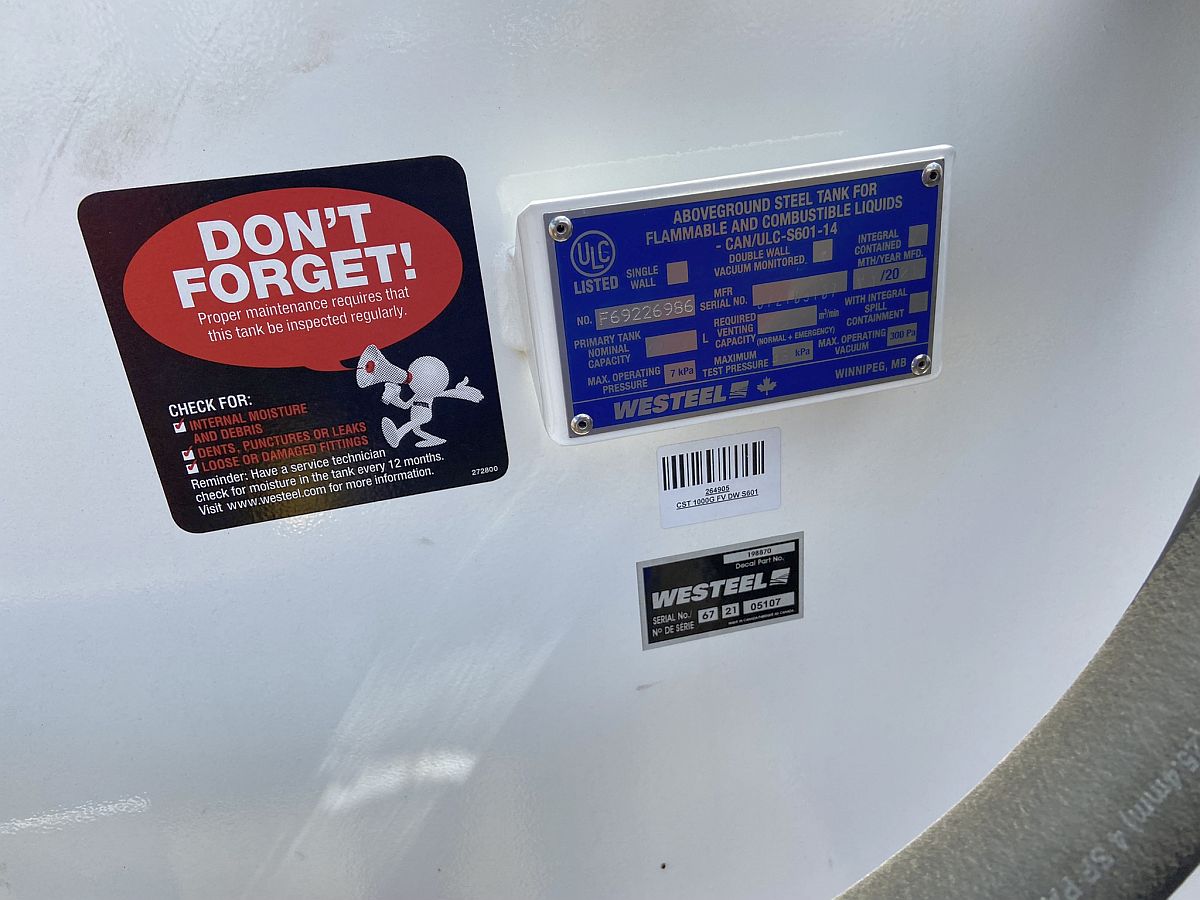 DON'T
FORGET!
Proper maintenance requires that
this tank be inspected regularly.
CHECK FOR:
INTERNAL MOISTURE
AND DEBRIS
DENTS, PUNCTURES OR LEAKS
LOOSE OR DAMAGED FITTINGS
Reminder: Have a service technician
check for moisture in the tank every 12 months.
Visit www.westeel.com for more information.
272800
ABOVEGROUND STEEL TANK FOR
FLAMMABLE AND COMBUSTIBLE LIQUIDS
- CAN/ULC-S601-14
ULC
LISTED
SINGLE
WALL
DOUBLE WALL
VACUUM MONITORED
INTEGRAL
CONTAINED
MTH/YEAR MFD.
/20
NO. F69226986
MFR
SERIAL NO.
PRIMARY TANK
NOMINAL
CAPACITY
L
REQUIRED
VENTING
CAPACITY
m³/min
(NORMAL + EMERGENCY)
WITH INTEGRAL
SPILL
CONTAINMENT
MAX. OPERATING
PRESSURE
7 kPa
MAXIMUM
TEST PRESSURE
kPa
MAX. OPERATING
VACUUM
300 Pa
WESTEEL
WINNIPEG, MB
264905
CST 1000G FV DW S601
198870
Decal Part No.
WESTEEL
SERIAL No./
Nº DE SÉRIE
67 21 05107
4 SF